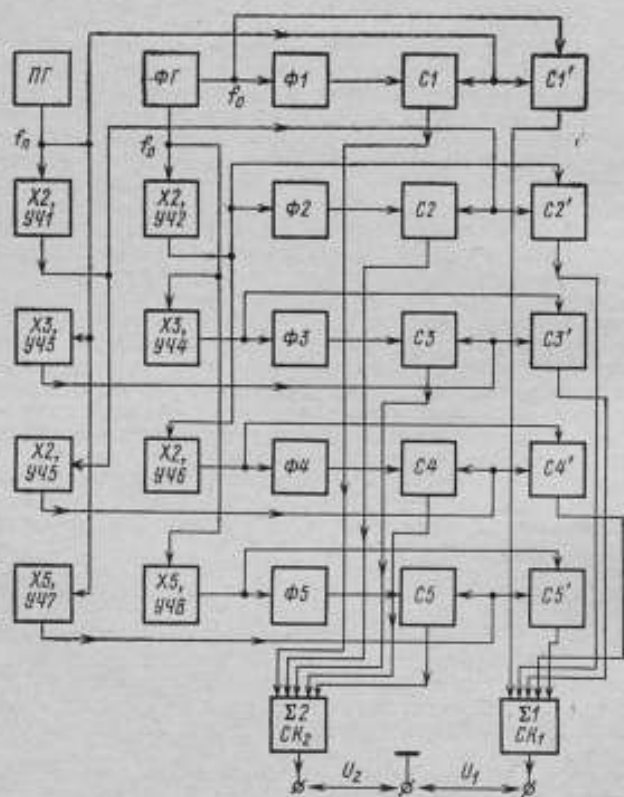 ПГ ФГ Ф1 С1 С1'
fп f₀ f₀
Х2, УЧ1 Х2, УЧ2 Ф2 С2 С2'
Х3, УЧ3 Х3, УЧ4 Ф3 С3 С3'
Х2, УЧ5 Х2, УЧ6 Ф4 С4 С4'
Х5, УЧ7 Х5, УЧ8 Ф5 С5 С5'
Σ2 СК₂ Σ1 СК₁
U₂ U₁